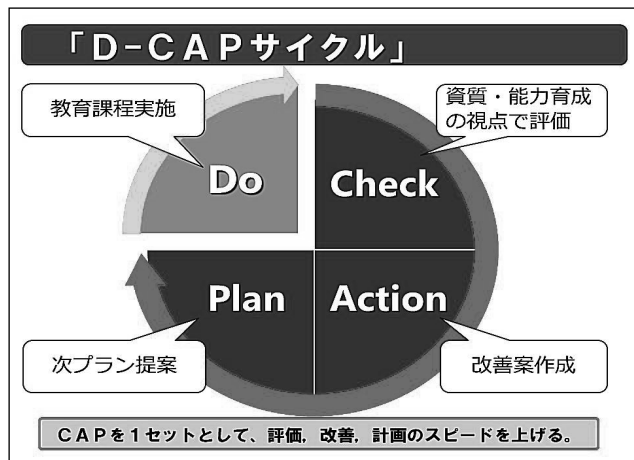 「D-CAPサイクル」
教育課程実施
資質・能力育成
の視点で評価
Do
Check
Plan
Action
次プラン提案
改善案作成
CAPを1セットとして、評価,改善,計画のスピードを上げる。